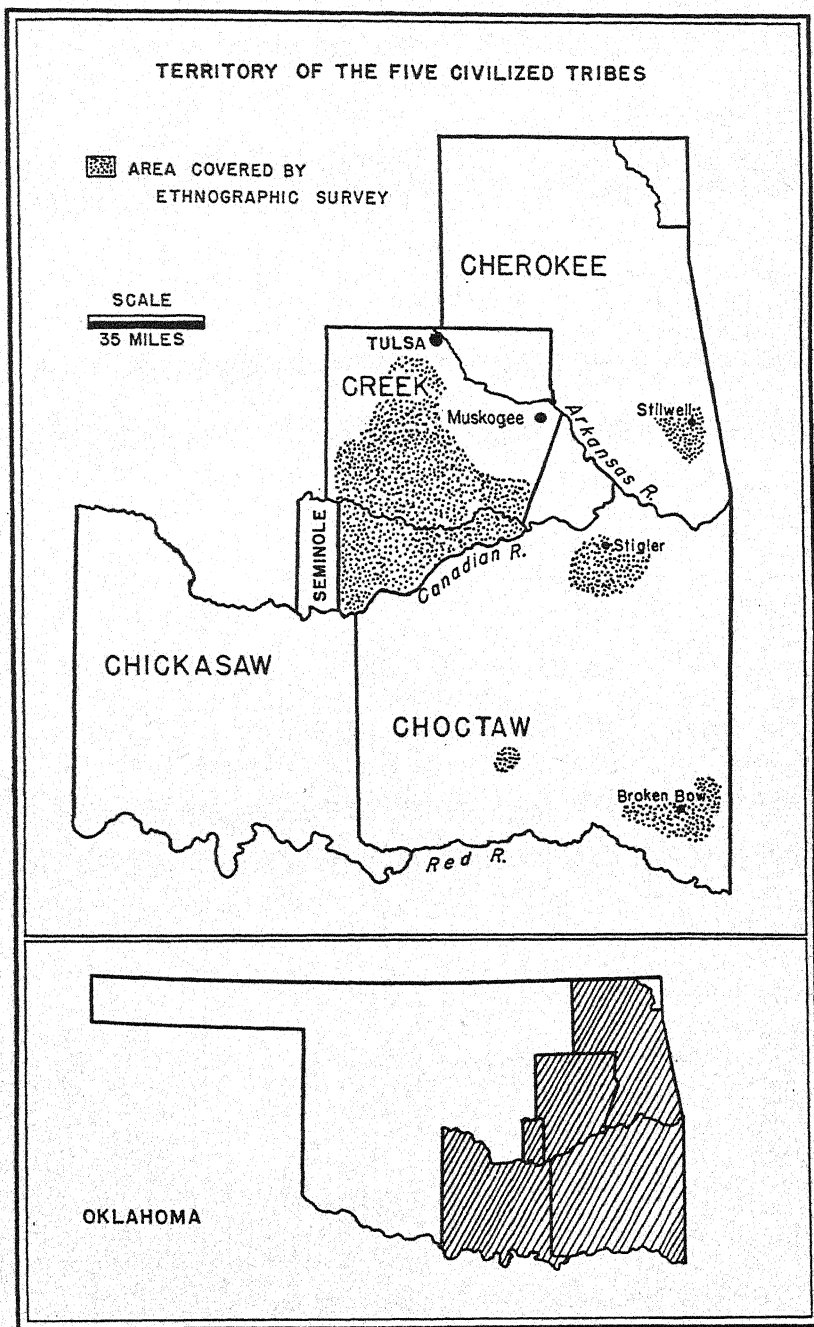 TERRITORY OF THE FIVE CIVILIZED TRIBES
AREA COVERED BY
ETHNOGRAPHIC SURVEY
CHEROKEE
SCALE
35 MILES
TULSA
CREEK
Muskogee
Arkansas R.
Stilwell
SEMINOLE
Canadian R.
Stigler
CHICKASAW
CHOCTAW
Broken Bow
Red R.
OKLAHOMA